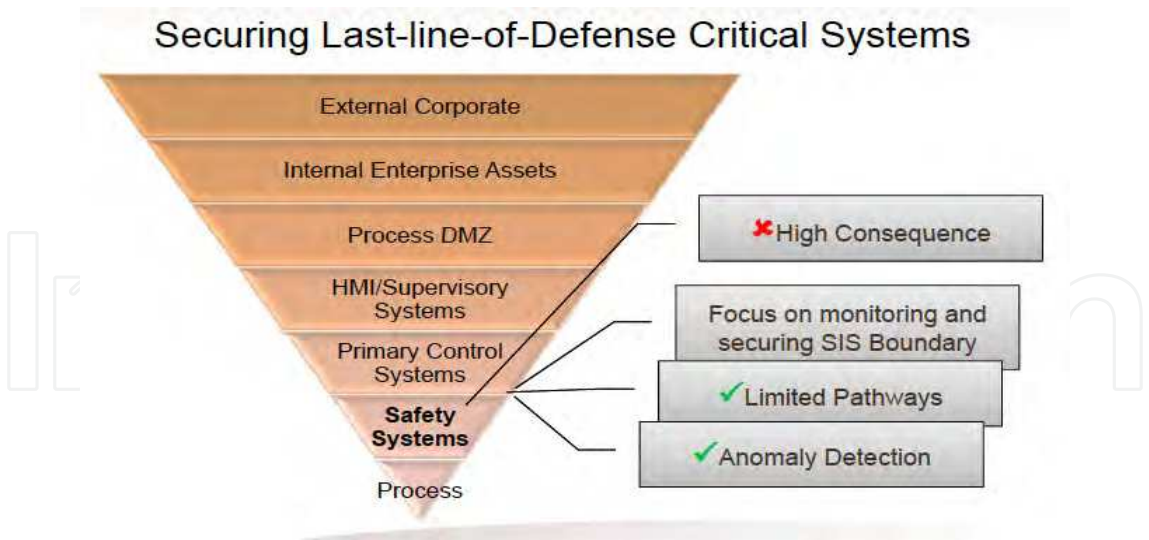 Securing Last-line-of-Defense Critical Systems
External Corporate
Internal Enterprise Assets
Process DMZ
HMI/Supervisory
Systems
Primary Control
Systems
Safety
Systems
Process
✘High Consequence
Focus on monitoring and
securing SIS Boundary
✓Limited Pathways
✓Anomaly Detection